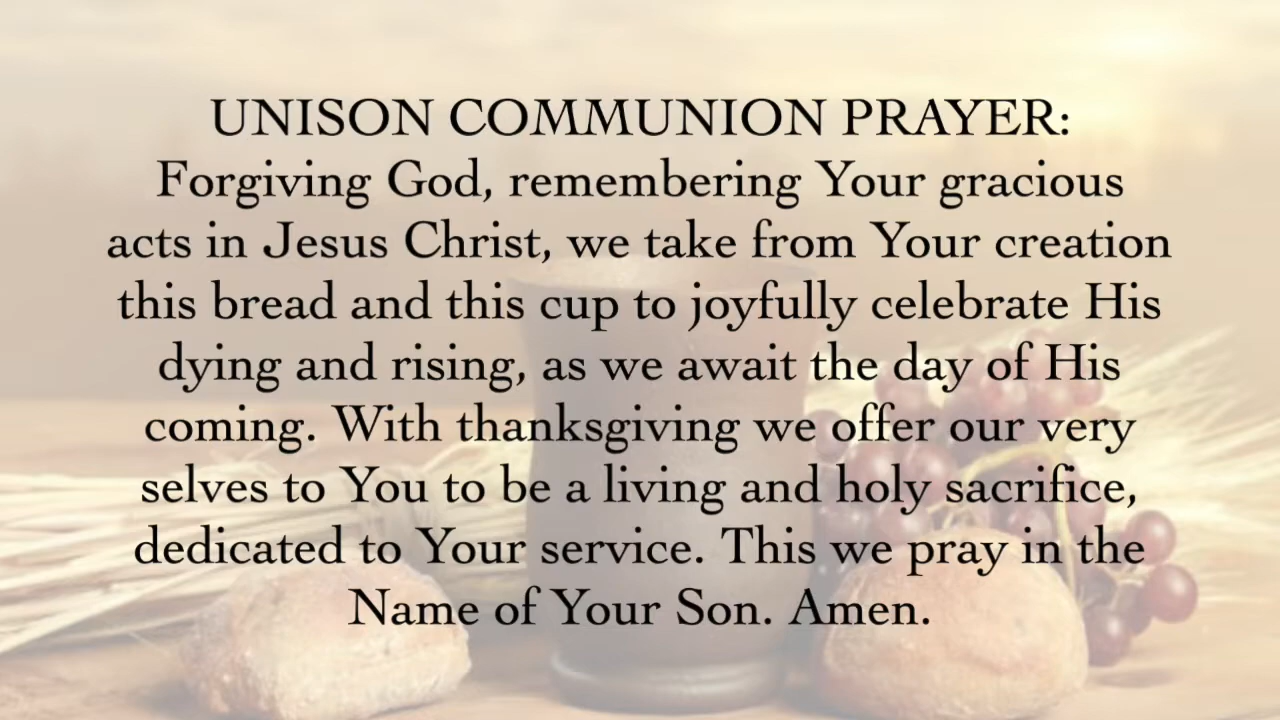 UNISON COMMUNION PRAYER:
Forgiving God, remembering Your gracious
acts in Jesus Christ, we take from Your creation
this bread and this cup to joyfully celebrate His
dying and rising, as we await the day of His
coming. With thanksgiving we offer our very
selves to You to be a living and holy sacrifice,
dedicated to Your service. This we pray in the
Name of Your Son. Amen.